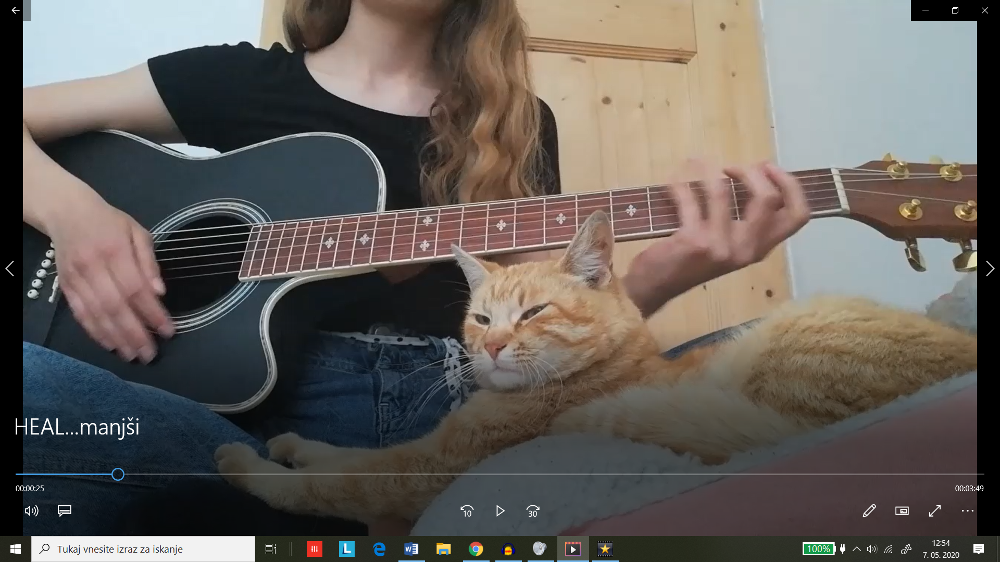 HEAL...manjši
00:00:25
00:03:49
10
30
Tukaj vnesite izraz za iskanje
L
W
100%
12:54
7. 05. 2020